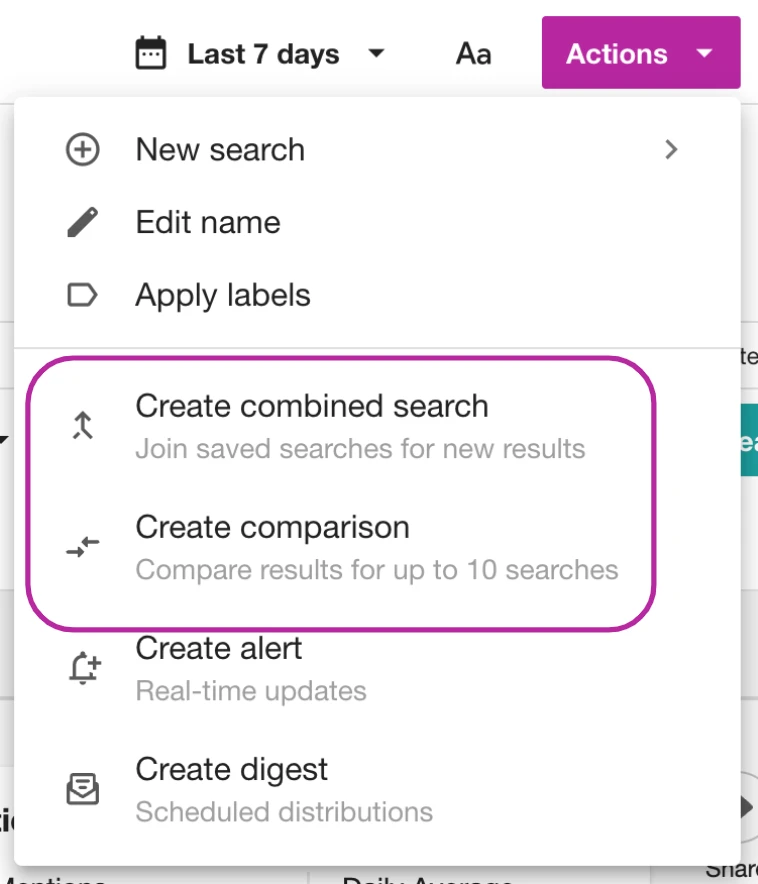 Last 7 days
Aa
Actions
New search
Edit name
Apply labels
Create combined search
Join saved searches for new results
Create comparison
Compare results for up to 10 searches
Create alert
Real-time updates
Create digest
Scheduled distributions
Mentions
Daily Average
Share